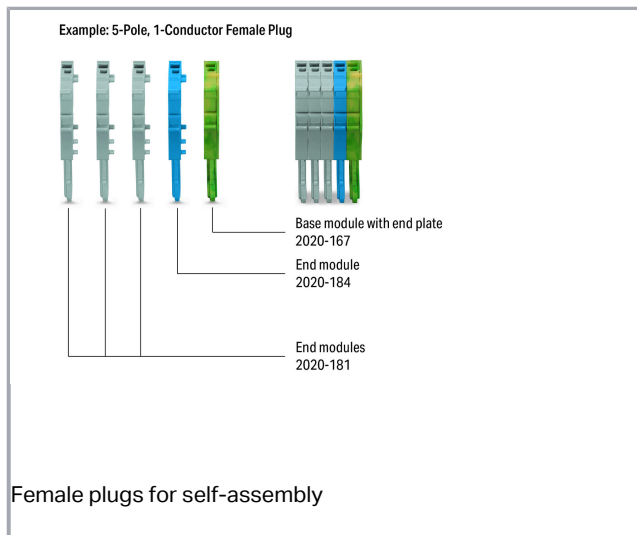 Example: 5-Pole, 1-Conductor Female Plug
Base module with end plate
2020-167
End module
2020-184
End modules
2020-181
Female plugs for self-assembly